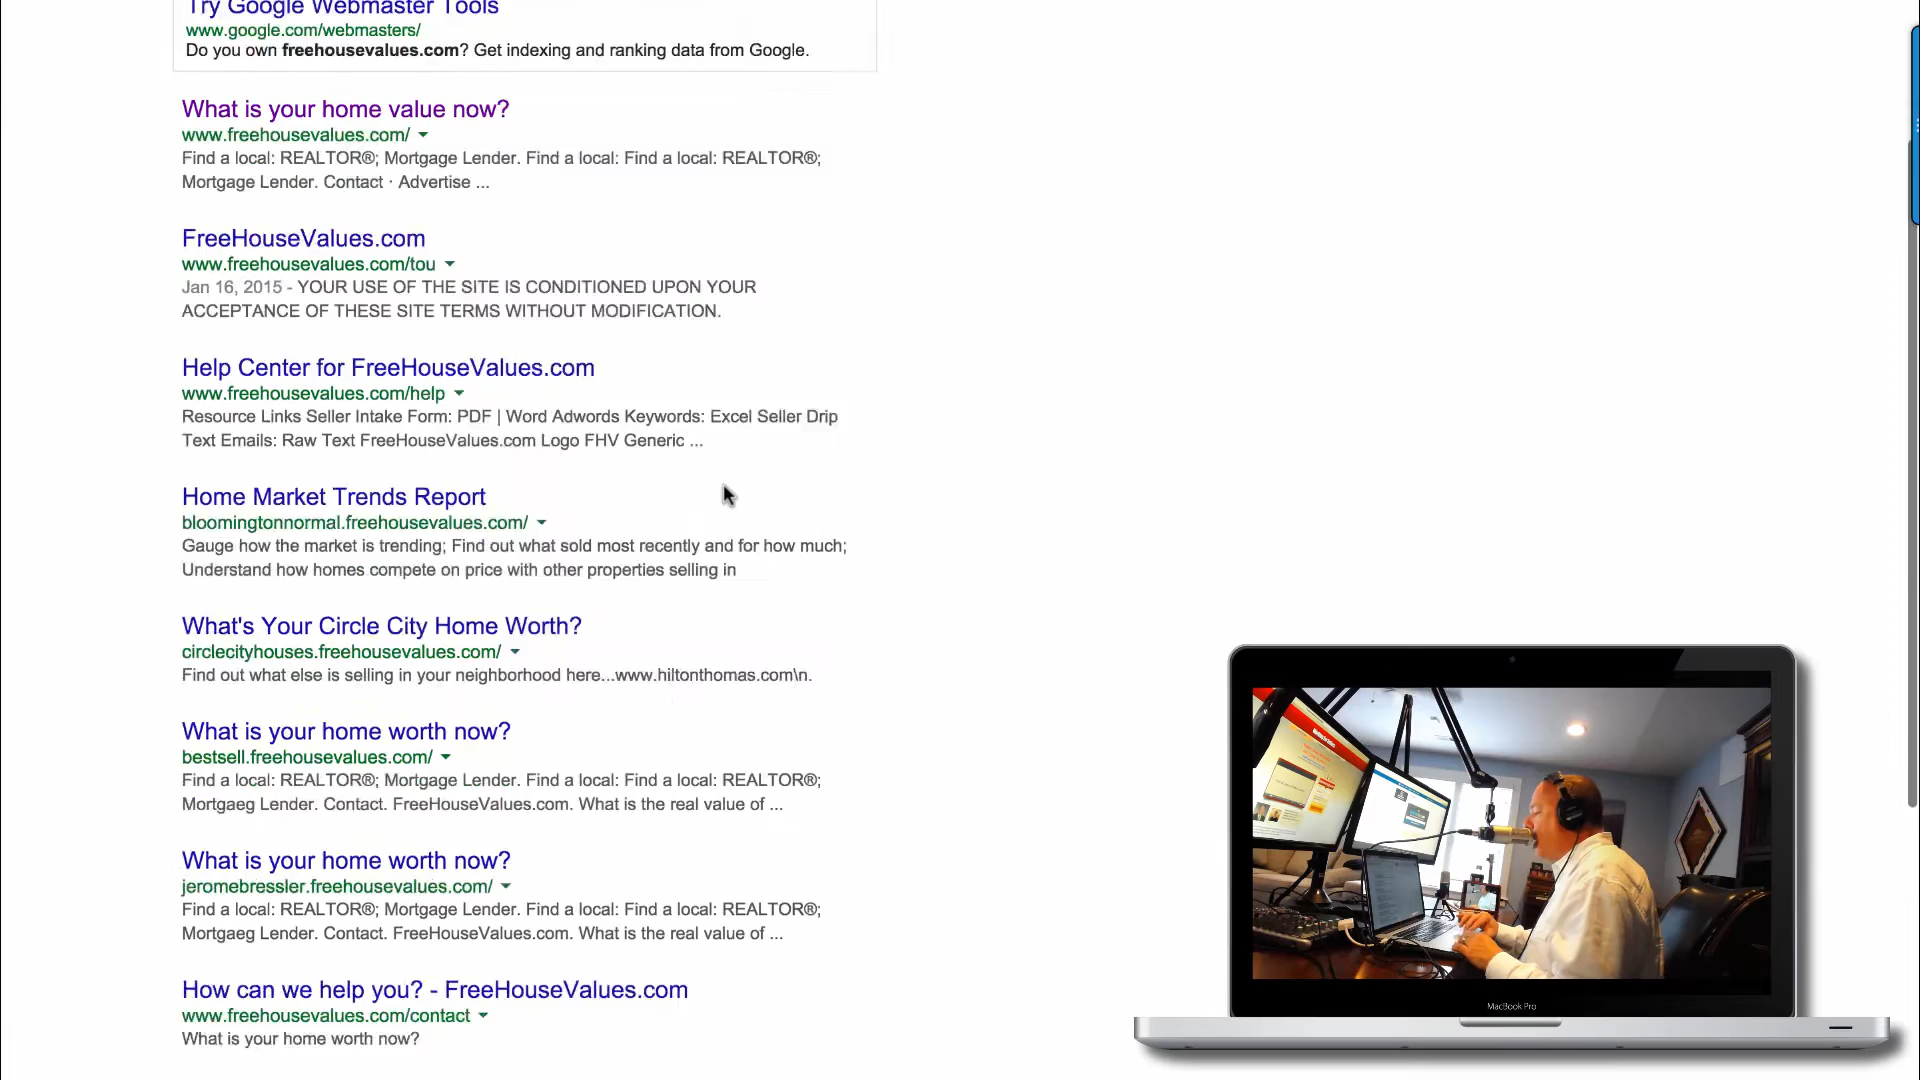 Try Google Webmaster Tools
www.google.com/webmasters/
Do you own freehousevalues.com? Get indexing and ranking data from Google.
What is your home value now?
www.freehousevalues.com/
Find a local: REALTOR®; Mortgage Lender. Find a local: Find a local: REALTOR®;
Mortgage Lender. Contact · Advertise ...
FreeHouseValues.com
www.freehousevalues.com/tou
Jan 16, 2015 - YOUR USE OF THE SITE IS CONDITIONED UPON YOUR
ACCEPTANCE OF THESE SITE TERMS WITHOUT MODIFICATION.
Help Center for FreeHouseValues.com
www.freehousevalues.com/help
Resource Links Seller Intake Form: PDF | Word Adwords Keywords: Excel Seller Drip
Text Emails: Raw Text FreeHouseValues.com Logo FHV Generic ...
Home Market Trends Report
bloomingtonnormal.freehousevalues.com/
Gauge how the market is trending; Find out what sold most recently and for how much;
Understand how homes compete on price with other properties selling in
What's Your Circle City Home Worth?
circlecityhouses.freehousevalues.com/
Find out what else is selling in your neighborhood here...www.hiltonthomas.com\n.
What is your home worth now?
bestsell.freehousevalues.com/
Find a local: REALTOR®; Mortgage Lender. Find a local: Find a local: REALTOR®;
Mortgaeg Lender. Contact. FreeHouseValues.com. What is the real value of ...
What is your home worth now?
jeromebressler.freehousevalues.com/
Find a local: REALTOR®; Mortgage Lender. Find a local: Find a local: REALTOR®;
Mortgaeg Lender. Contact. FreeHouseValues.com. What is the real value of ...
How can we help you? - FreeHouseValues.com
www.freehousevalues.com/contact
What is your home worth now?
MacBook Pro